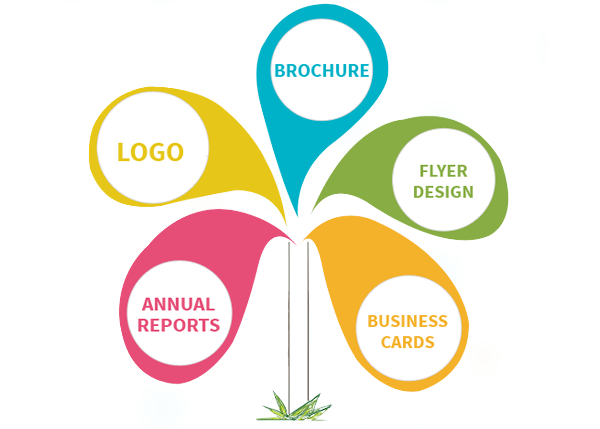 BROCHURE
LOGO
FLYER
DESIGN
ANNUAL
REPORTS
BUSINESS
CARDS